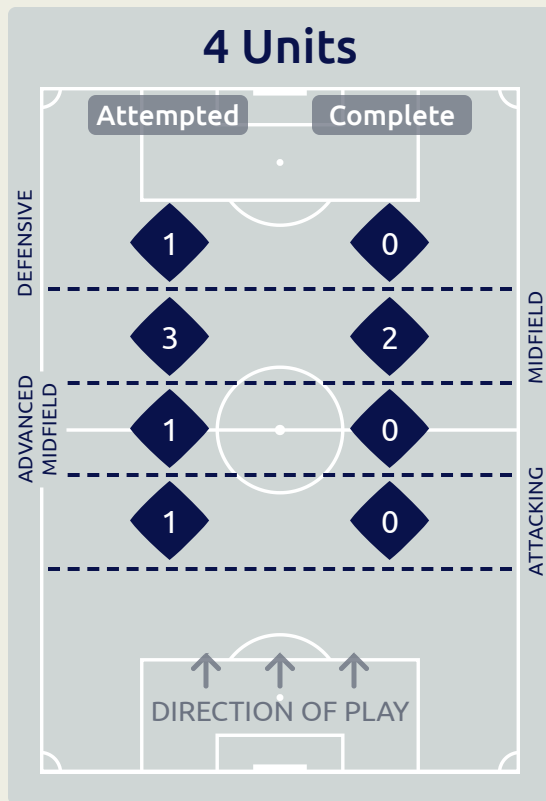 4 Units
Attempted Complete
DEFENSIVE
1 0
MIDFIELD
3 2
ADVANCED
MIDFIELD
1 0
ATTACKING
1 0
DIRECTION OF PLAY